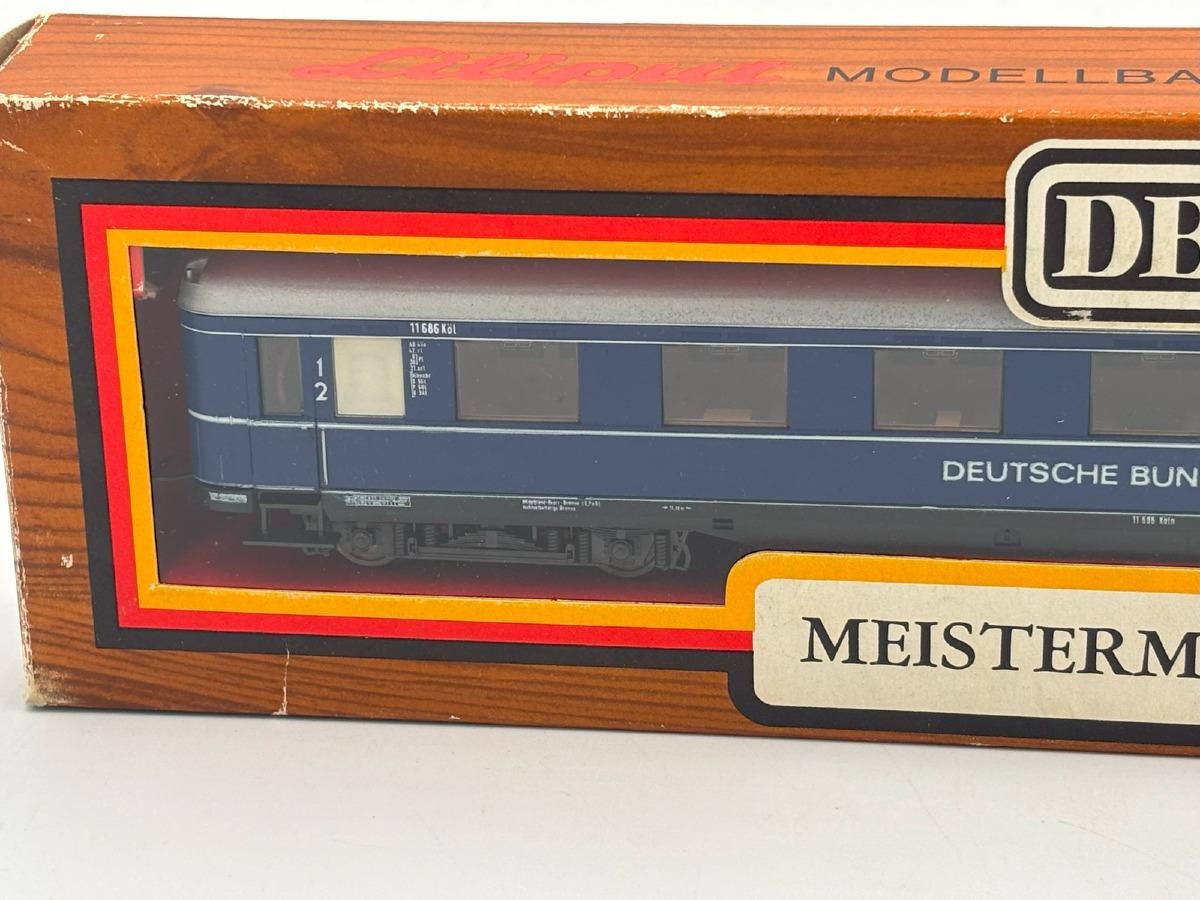 Liliput MODELLBA
DB
11 686 Köl
1
2
DEUTSCHE BUN
11 686 Köln
MEISTERM